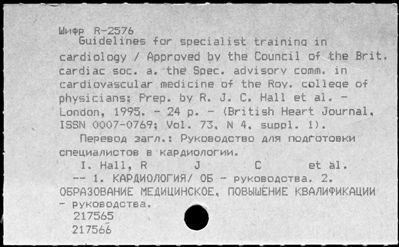 Шифр R-2576
Guidelines for specialist training in
cardiology / Approved by the Council of the Brit.
cardiac soc. a. the Spec. advisory comm. in
cardiovascular medicine of the Roy. college of
physicians; Prep. by R. J. C. Hall et al. -
London, 1995. - 24 p. - (British Heart Journal,
ISSN 0007-0769; Vol. 73, N 4, suppl. 1).
Перевод загл.: Руководство для подготовки
специалистов в кардиологии.
I. Hall, R J C et al.
-- 1. КАРДИОЛОГИЯ/ ОБ - руководства. 2.
ОБРАЗОВАНИЕ МЕДИЦИНСКОЕ, ПОВЫШЕНИЕ КВАЛИФИКАЦИИ
- руководства.
217565
217566